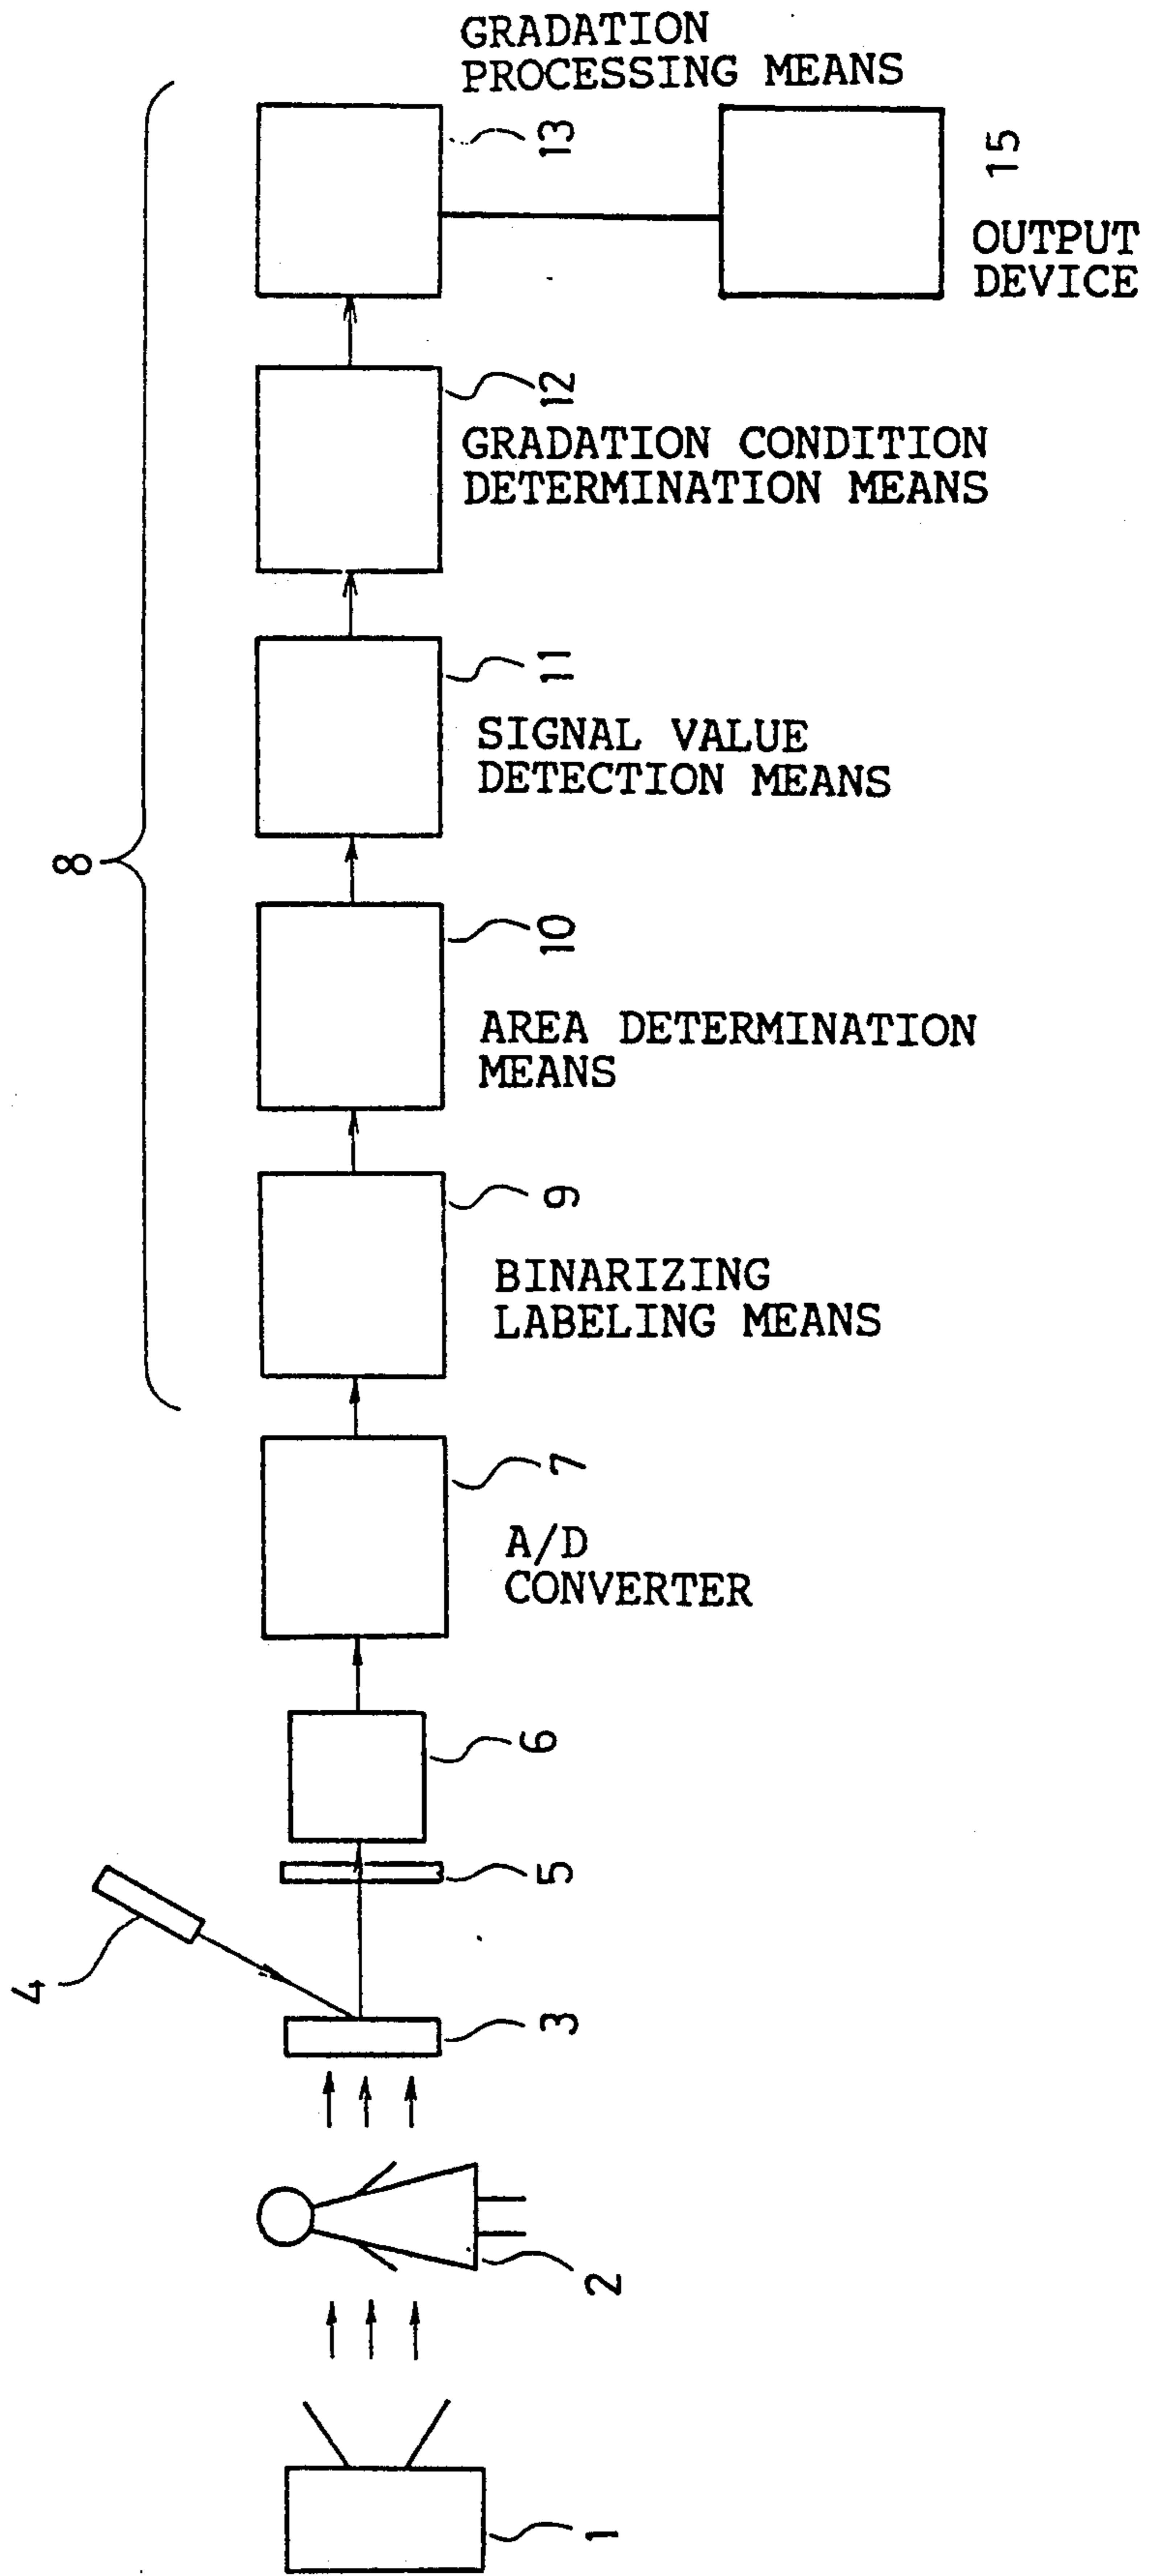 GRADATION
PROCESSING MEANS
13
15
OUTPUT
DEVICE
12
GRADATION CONDITION
DETERMINATION MEANS
11
SIGNAL VALUE
DETECTION MEANS
8
10
AREA DETERMINATION
MEANS
9
BINARIZING
LABELING MEANS
7
A/D
CONVERTER
6
5
4
3
2
1